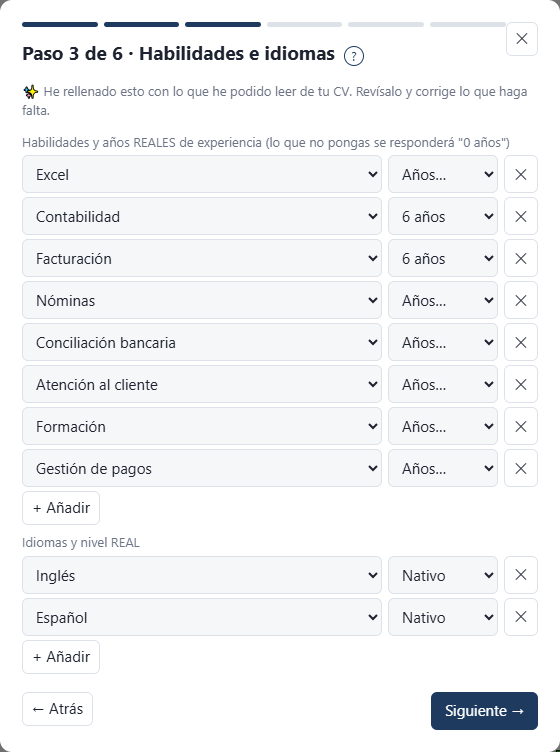 Paso 3 de 6 · Habilidades e idiomas ?
✨ He rellenado esto con lo que he podido leer de tu CV. Revísalo y corrige lo que haga
falta.
Habilidades y años REALES de experiencia (lo que no pongas se responderá "0 años")
Excel Años...
Contabilidad 6 años
Facturación 6 años
Nóminas Años...
Conciliación bancaria Años...
Atención al cliente Años...
Formación Años...
Gestión de pagos Años...
+ Añadir
Idiomas y nivel REAL
Inglés Nativo
Español Nativo
+ Añadir
← Atrás Siguiente →